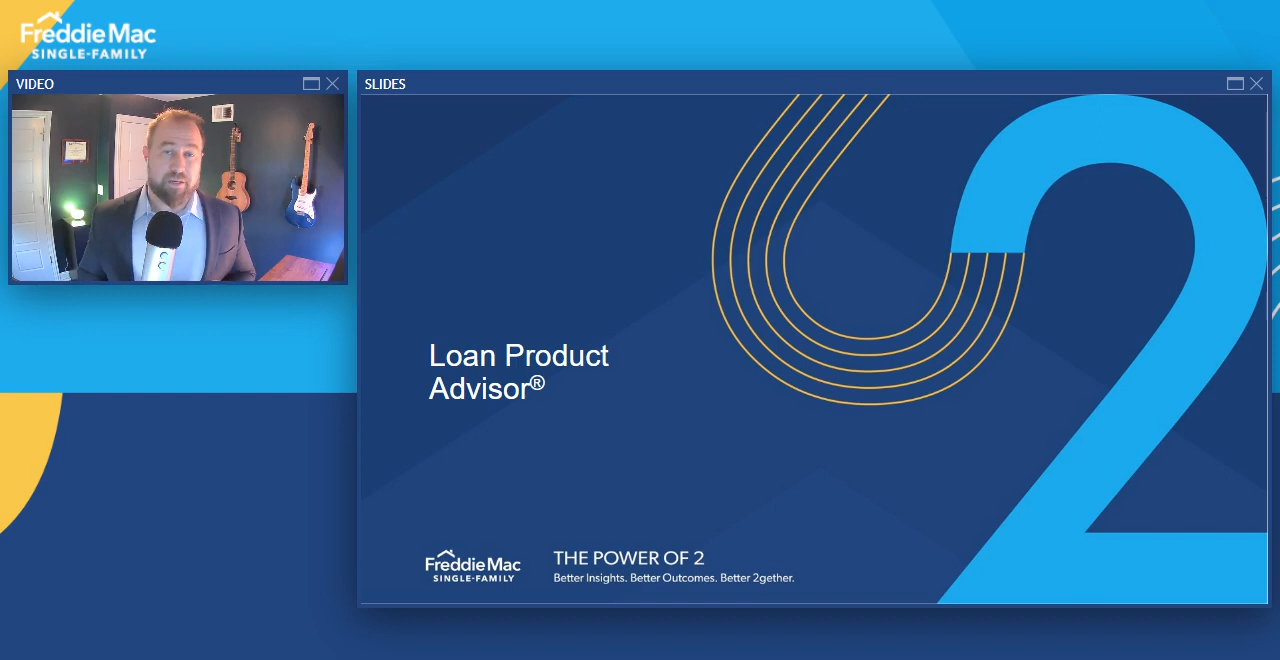 Freddie Mac
SINGLE-FAMILY
VIDEO
SLIDES
Loan Product
Advisor®
Freddie Mac
SINGLE-FAMILY
THE POWER OF 2
Better Insights. Better Outcomes. Better 2gether.
2